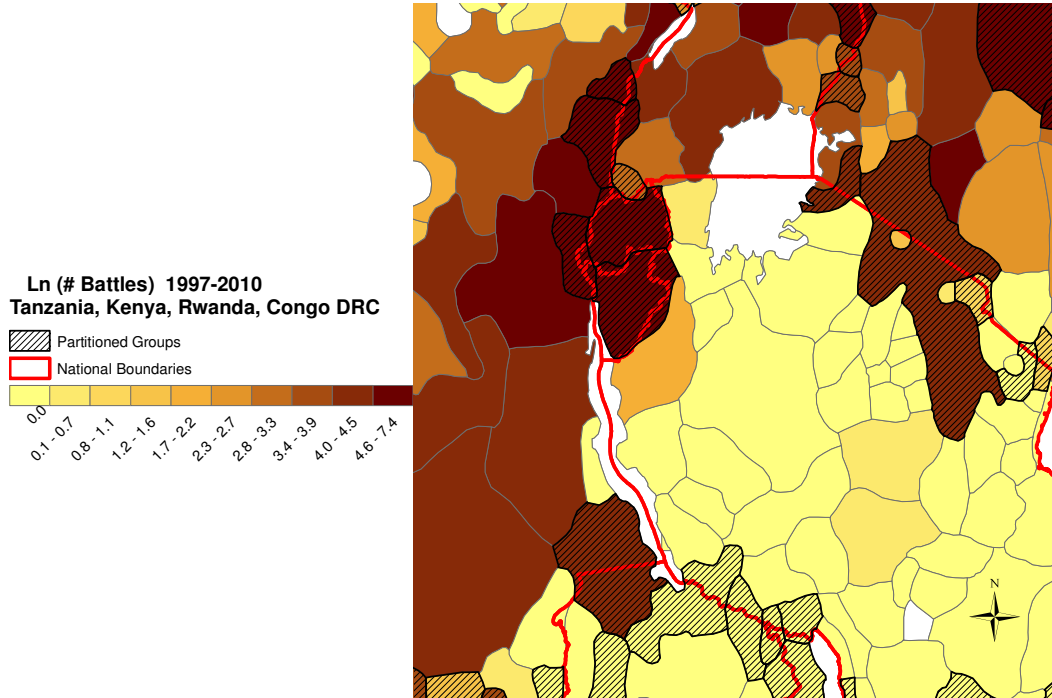 Ln (# Battles) 1997-2010
Tanzania, Kenya, Rwanda, Congo DRC
Partitioned Groups
National Boundaries
0.0
0.1 - 0.7
0.8 - 1.1
1.2 - 1.6
1.7 - 2.2
2.3 - 2.7
2.8 - 3.3
3.4 - 3.9
4.0 - 4.5
4.6 - 7.4
N